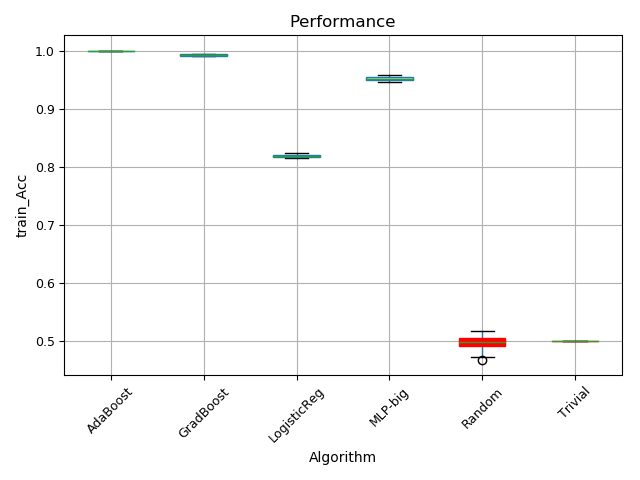 Performance
train_Acc
1.0
0.9
0.8
0.7
0.6
0.5
AdaBoost
GradBoost
LogisticReg
MLP-big
Random
Trivial
Algorithm